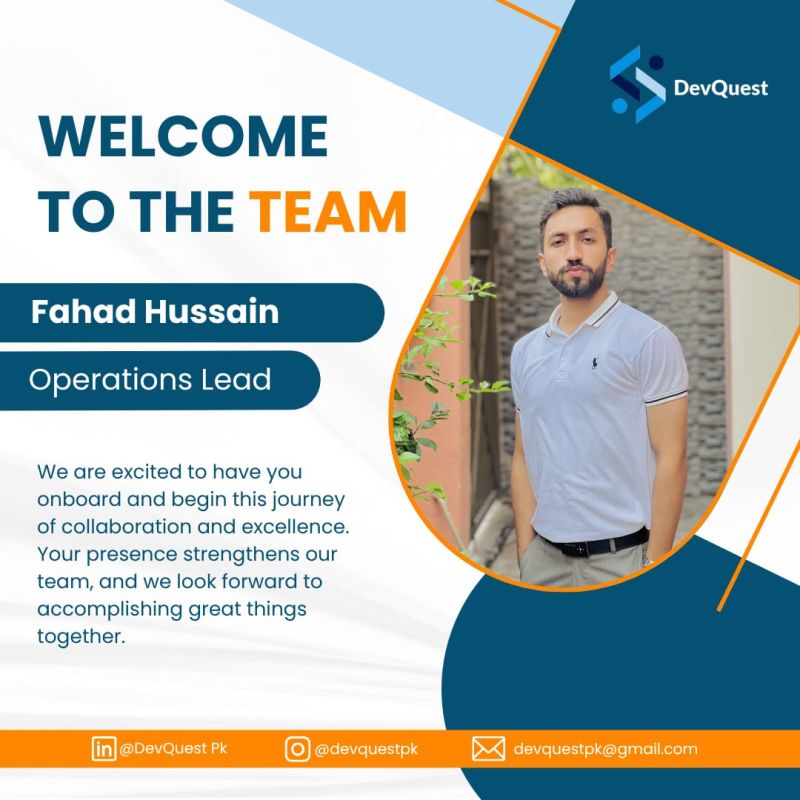 DevQuest
WELCOME
TO THE TEAM
Fahad Hussain
Operations Lead
We are excited to have you
onboard and begin this journey
of collaboration and excellence.
Your presence strengthens our
team, and we look forward to
accomplishing great things
together.
@DevQuest Pk
@devquestpk
devquestpk@gmail.com